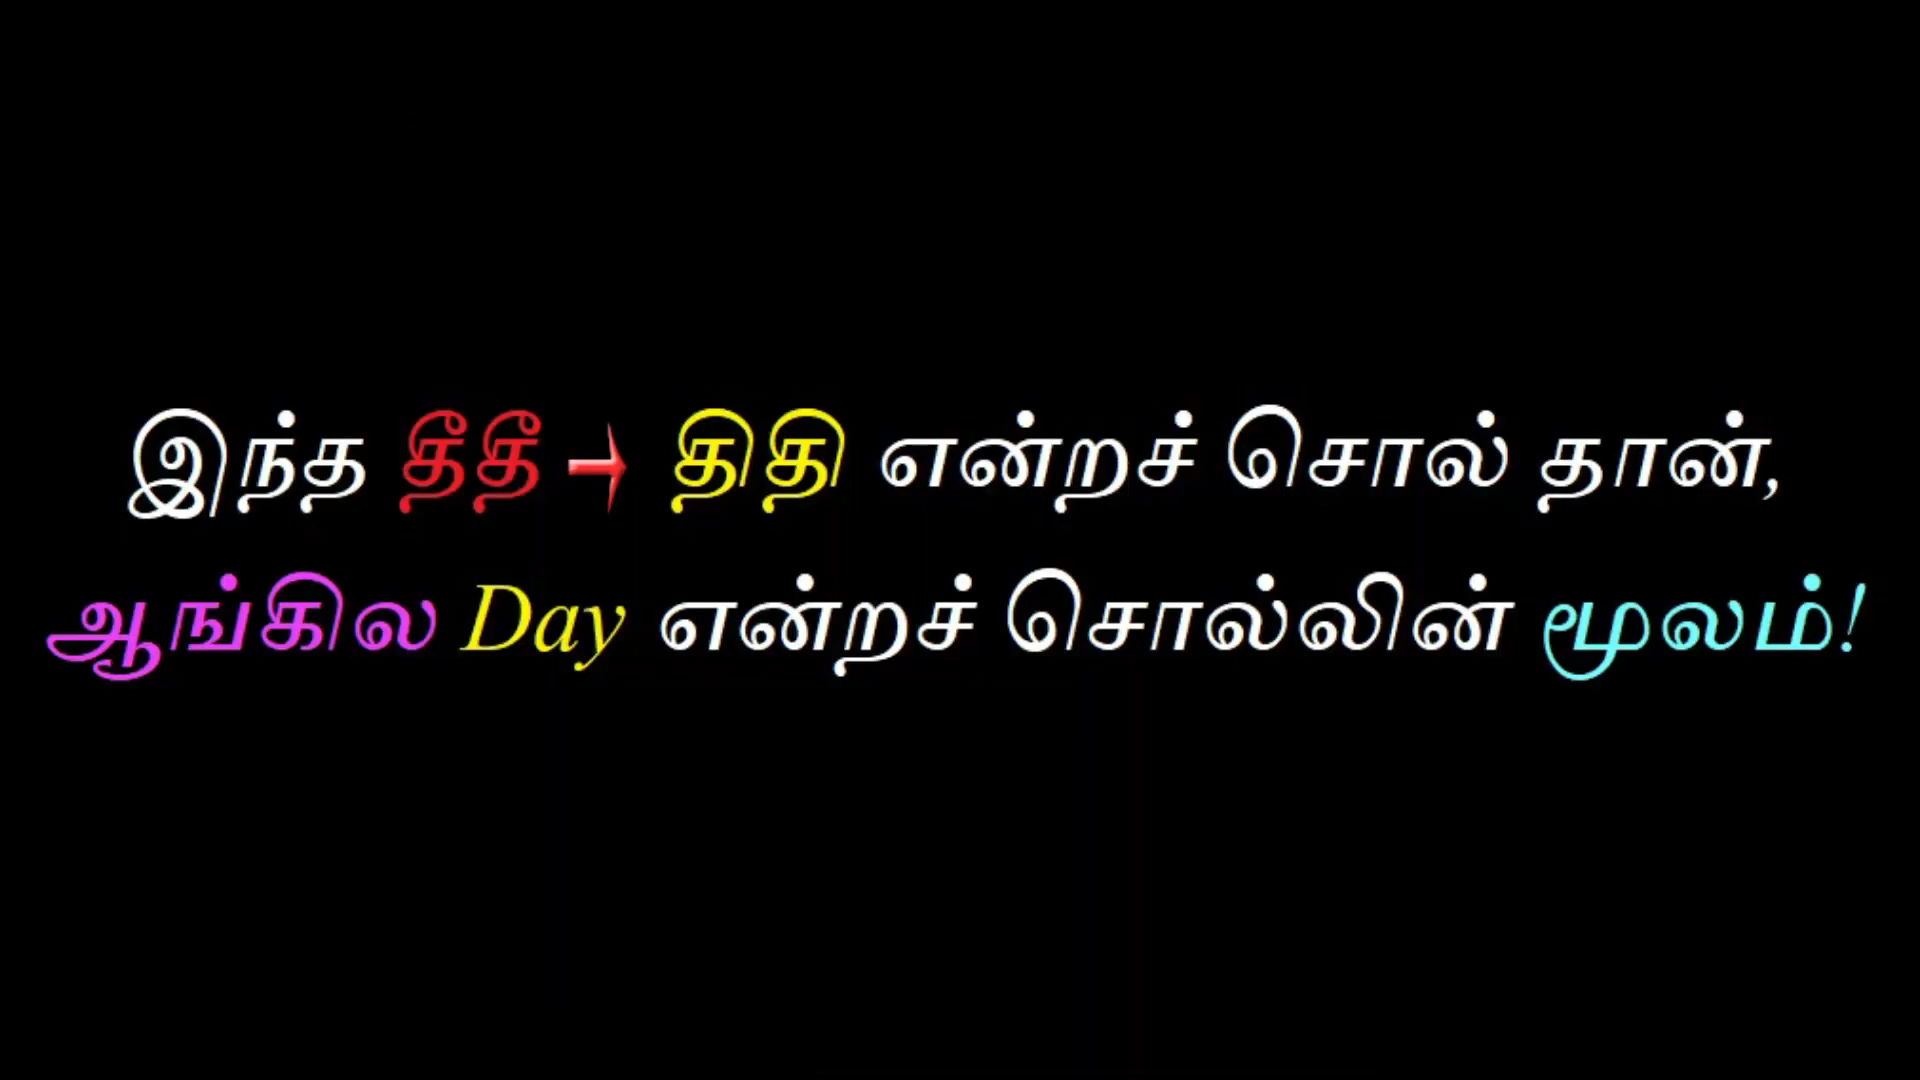 இந்த தீதீ → திதி என்றச் சொல் தான்,
ஆங்கில Day என்றச் சொல்லின் மூலம்!